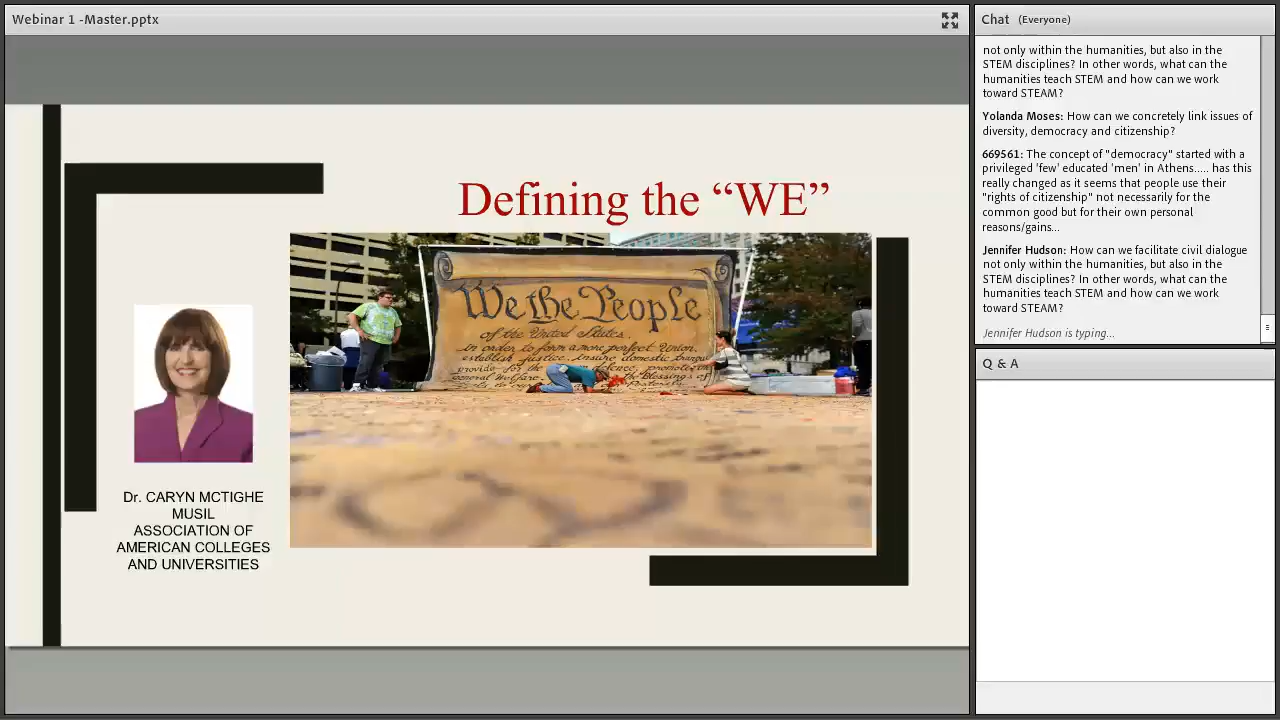 Webinar 1 -Master.pptx
Defining the “WE”
We the People
of the United States,
in order to form a more perfect Union,
establish justice, insure domestic
provide for the
general Welfare,
Blessings of
Dr. CARYN MCTIGHE
MUSIL
ASSOCIATION OF
AMERICAN COLLEGES
AND UNIVERSITIES
Chat (Everyone)
not only within the humanities, but also in the
STEM disciplines? In other words, what can the
humanities teach STEM and how can we work
toward STEAM?
Yolanda Moses: How can we concretely link issues of
diversity, democracy and citizenship?
669561: The concept of "democracy" started with a
privileged 'few' educated 'men' in Athens..... has this
really changed as it seems that people use their
"rights of citizenship" not necessarily for the
common good but for their own personal
reasons/gains...
Jennifer Hudson: How can we facilitate civil dialogue
not only within the humanities, but also in the
STEM disciplines? In other words, what can the
humanities teach STEM and how can we work
toward STEAM?
Jennifer Hudson is typing...
Q & A